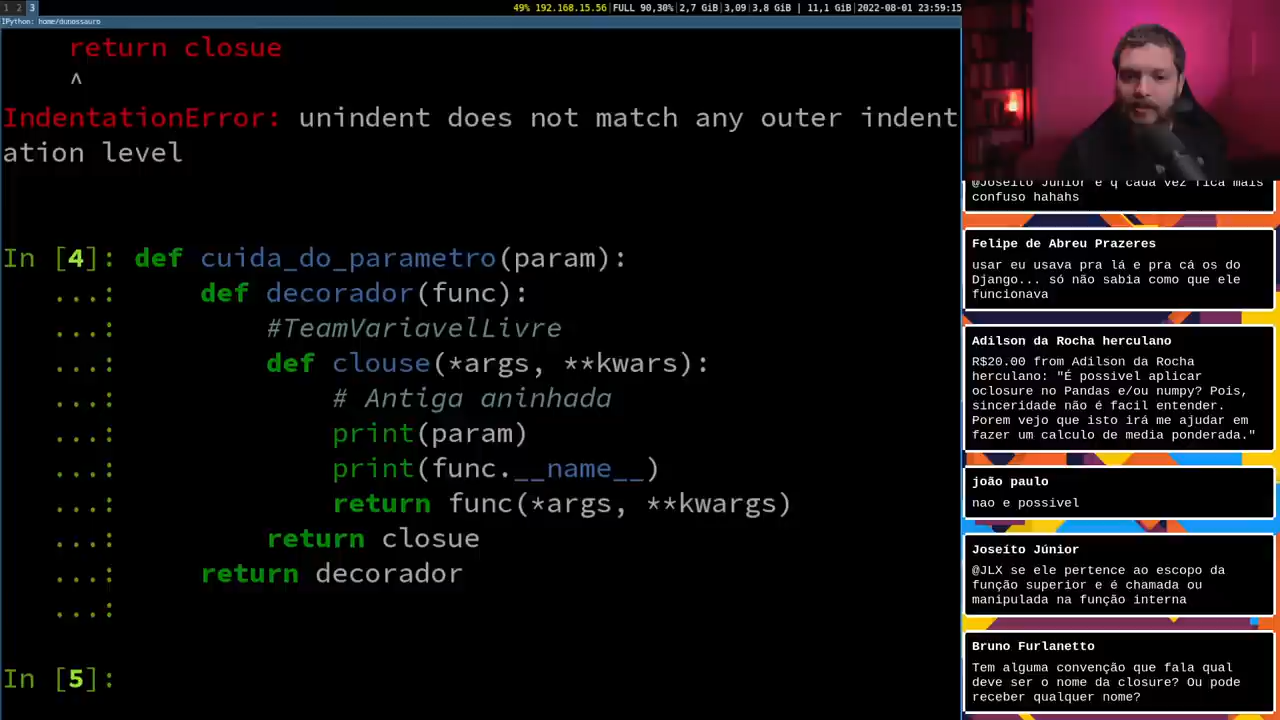 1 2 3
49% 192.168.15.56|FULL 90,30%|2,7 GiB|3,09|3,8 GiB | 11,1 GiB|2022-08-01 23:59:15
IPython: home/dunossauro
return closue
^
IndentationError: unindent does not match any outer indent
ation level
In [4]: def cuida_do_parametro(param):
...: def decorador(func):
...: #TeamVariavelLivre
...: def clouse(*args, **kwars):
...: # Antiga aninhada
...: print(param)
...: print(func.__name__)
...: return func(*args, **kwargs)
...: return closue
...: return decorador
...:
In [5]:
@Joseito Júnior e q cada vez fica mais
confuso hahahs
Felipe de Abreu Prazeres
usar eu usava pra lá e pra cá os do
Django... só não sabia como que ele
funcionava
Adilson da Rocha herculano
R$20.00 from Adilson da Rocha
herculano: "É possivel aplicar
oclosure no Pandas e/ou numpy? Pois,
sinceridade não é facil entender.
Porem vejo que isto irá me ajudar em
fazer um calculo de media ponderada."
joão paulo
nao e possivel
Joseíto Júnior
@JLX se ele pertence ao escopo da
função superior e é chamada ou
manipulada na função interna
Bruno Furlanetto
Tem alguma convenção que fala qual
deve ser o nome da closure? Ou pode
receber qualquer nome?